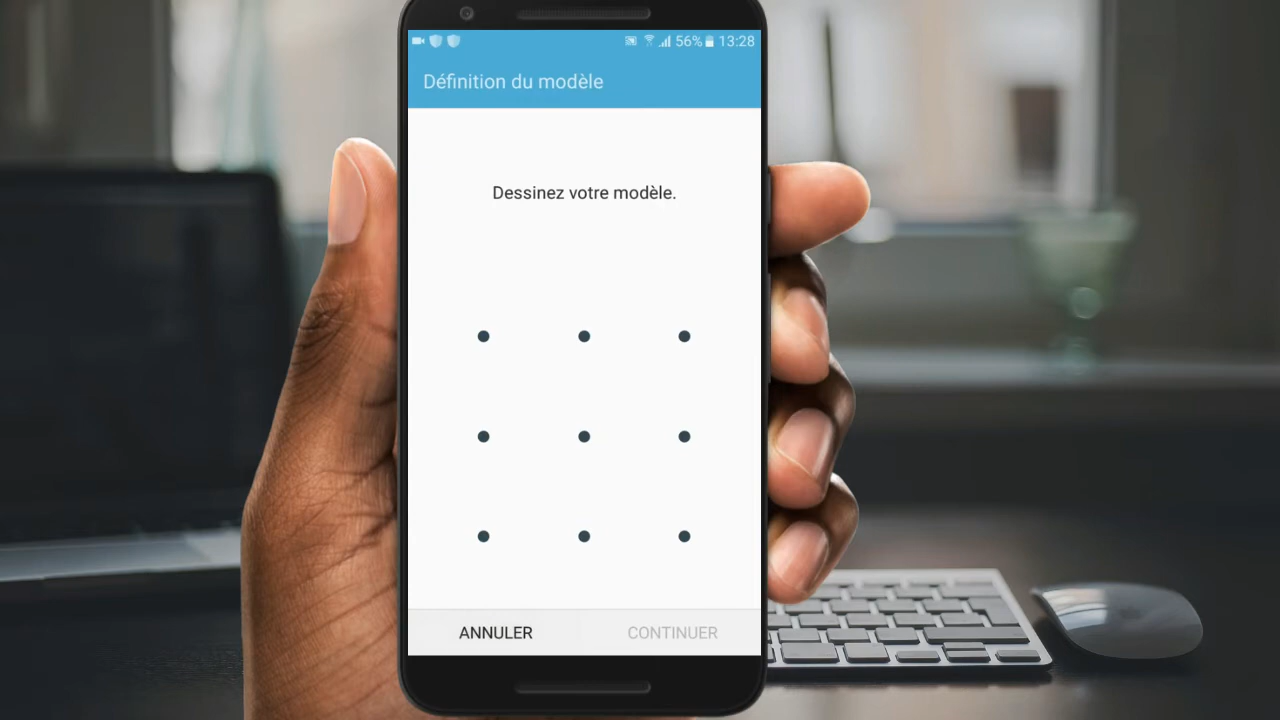 56% 13:28
Définition du modèle
Dessinez votre modèle.
ANNULER CONTINUER